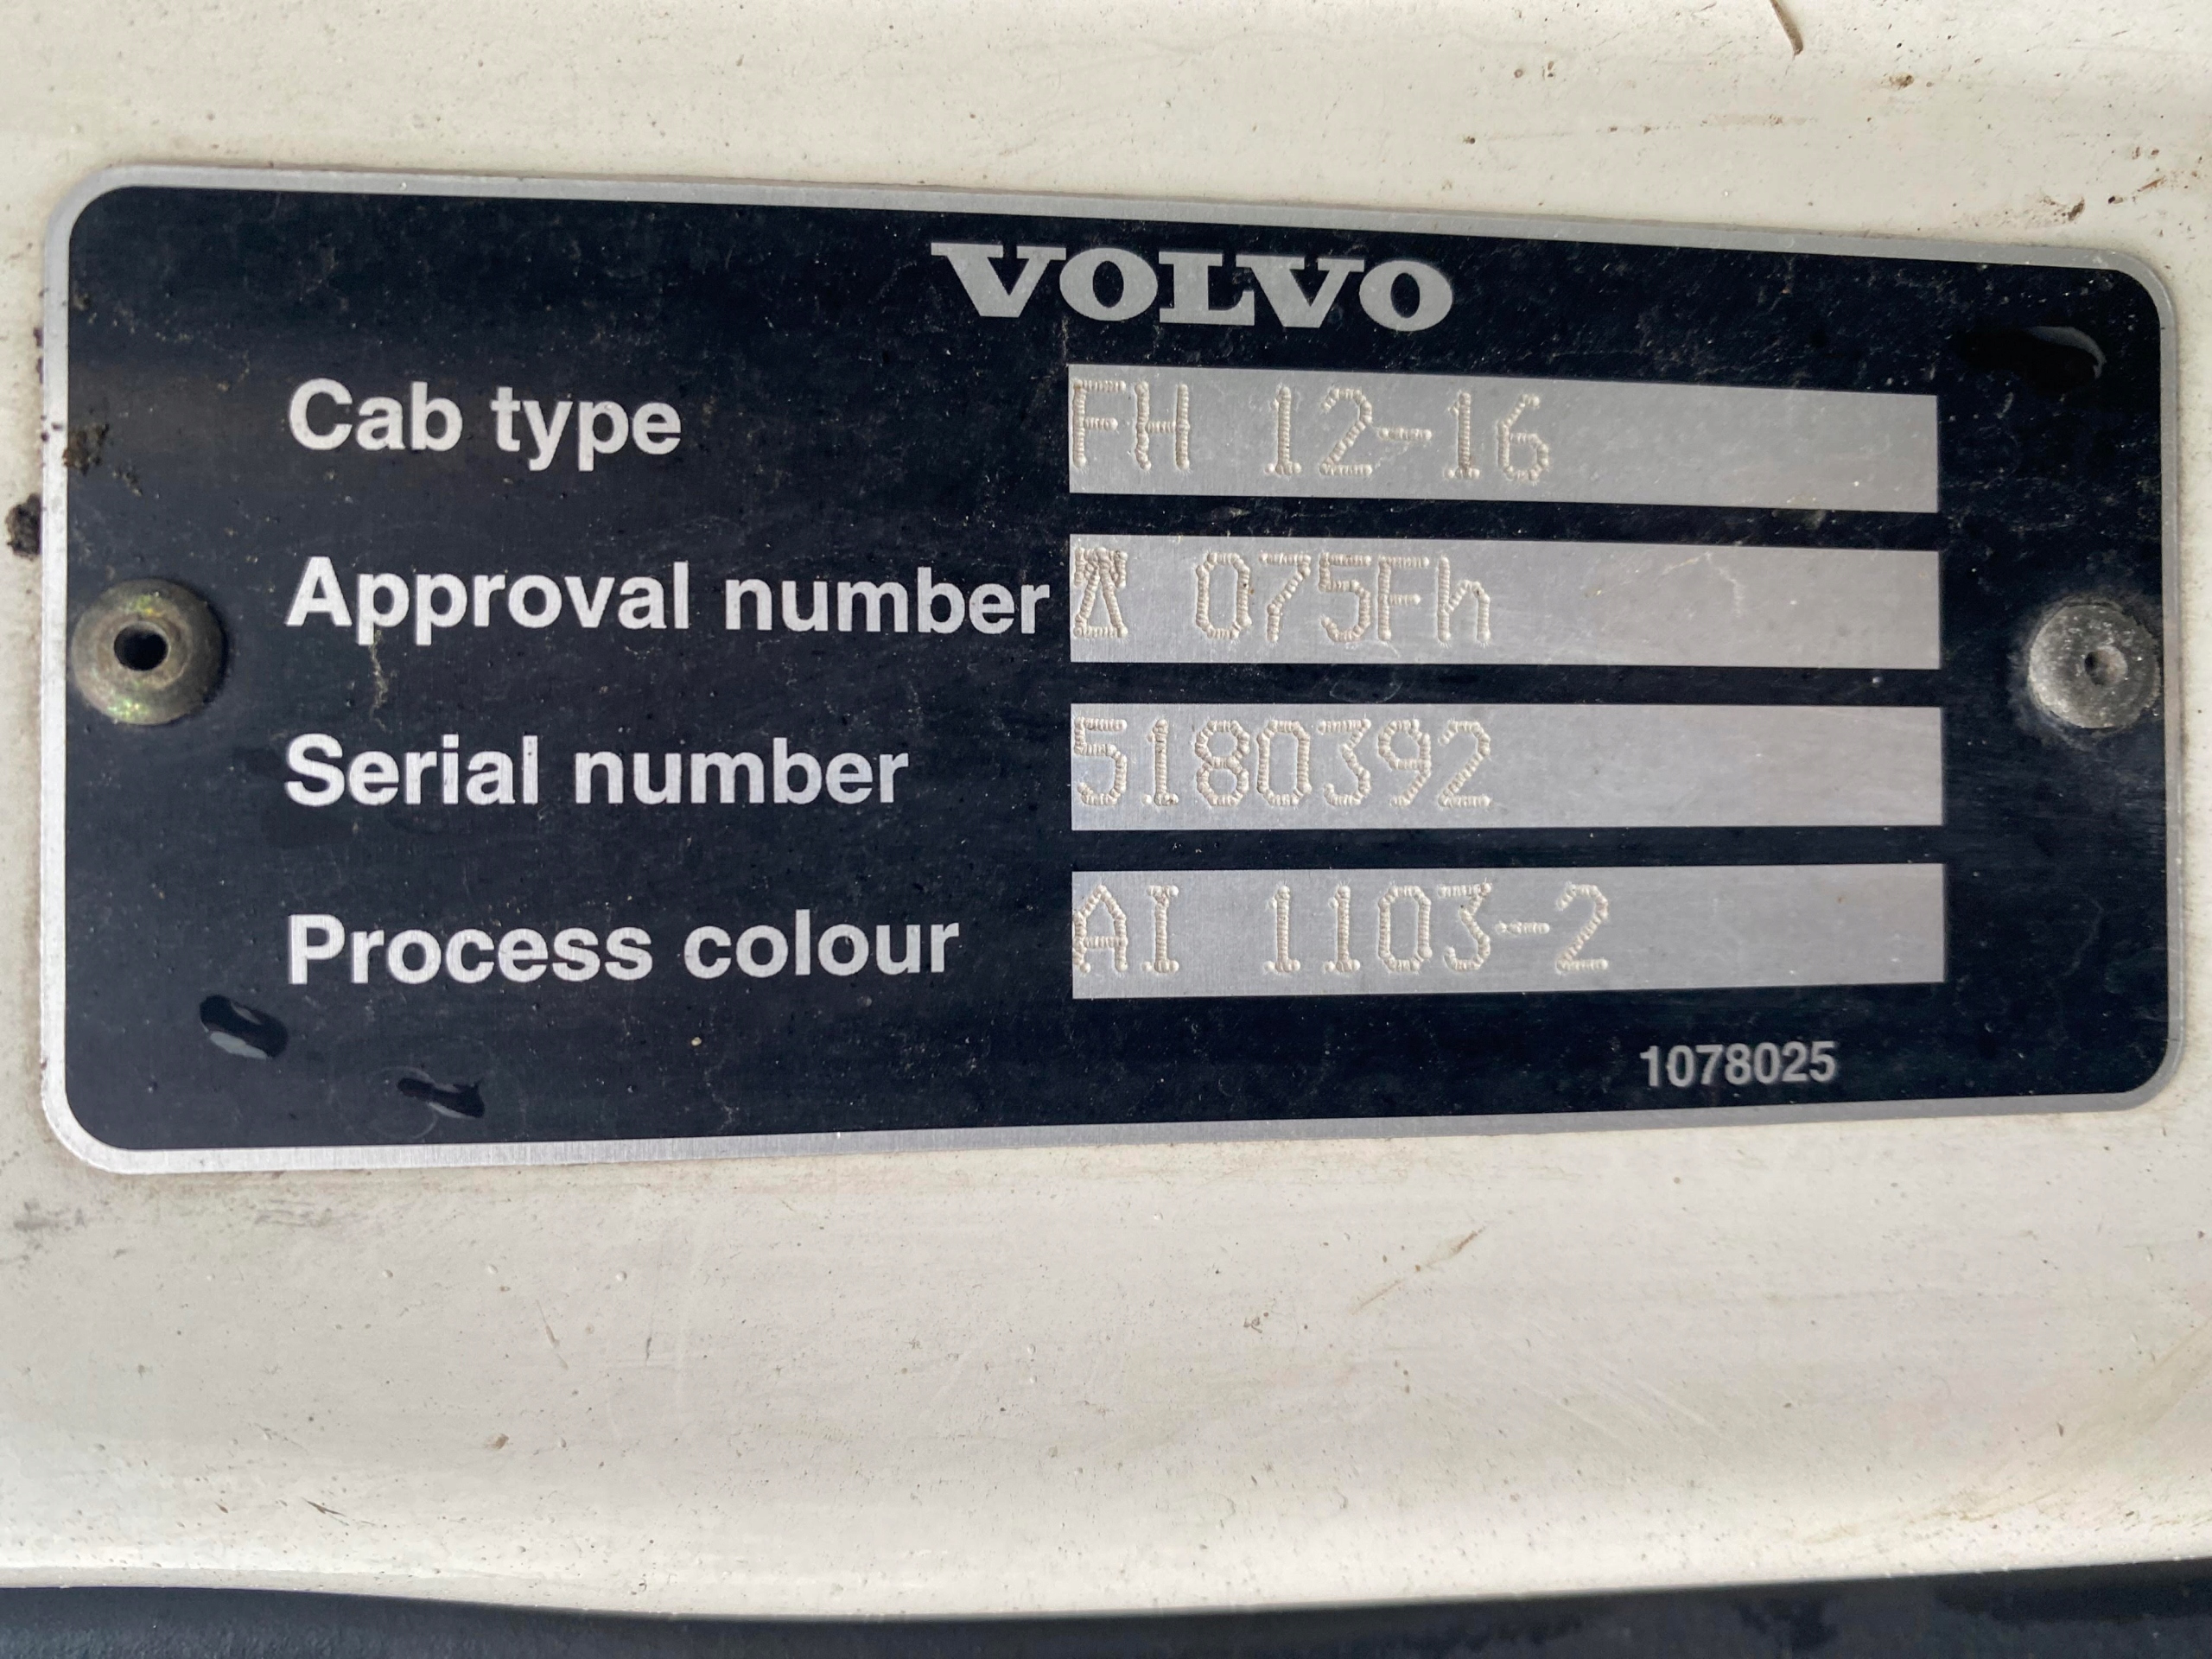 VOLVO
Cab type FH 12-16
Approval number 075Fh
Serial number 5180392
Process colour AI 1103-2
1078025